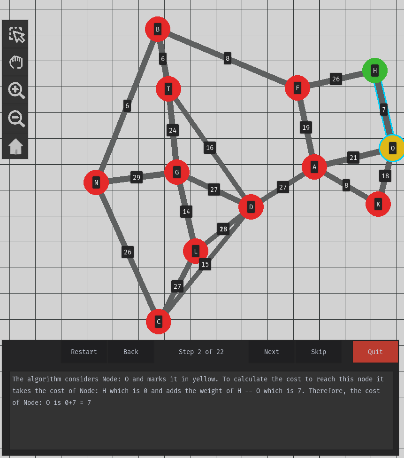 B
8
H
6
26
T
F
7
6
24
19
16
O
21
A
18
G
29
N
27
27
8
K
D
14
28
L
26
15
27
C
Restart Back Step 2 of 22 Next Skip Quit
The algorithm considers Node: O and marks it in yellow. To calculate the cost to reach this node it
takes the cost of Node: H which is 0 and adds the weight of H -- O which is 7. Therefore, the cost
of Node: O is 0+7 = 7